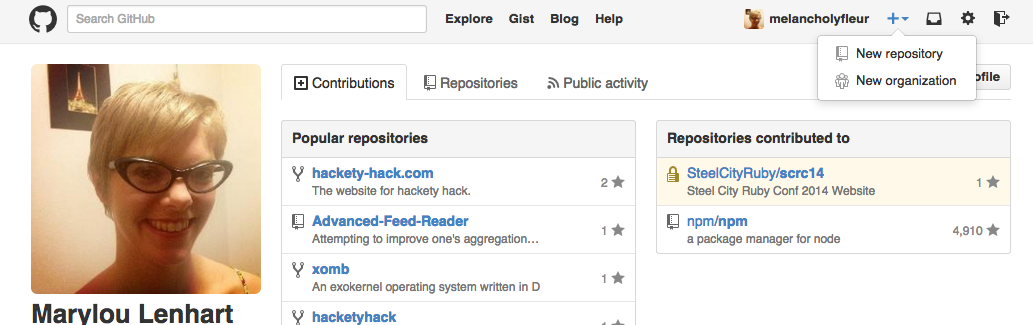 Search GitHub
Explore Gist Blog Help
melancholyfleur
New repository
New organization
ofile
Contributions
Repositories
Public activity
Popular repositories
hackety-hack.com
The website for hackety hack.
2
Advanced-Feed-Reader
Attempting to improve one's aggregation…
1
xomb
An exokernel operating system written in D
1
hacketyhack
Repositories contributed to
SteelCityRuby/scrc14
Steel City Ruby Conf 2014 Website
1
npm/npm
a package manager for node
4,910
Marylou Lenhart